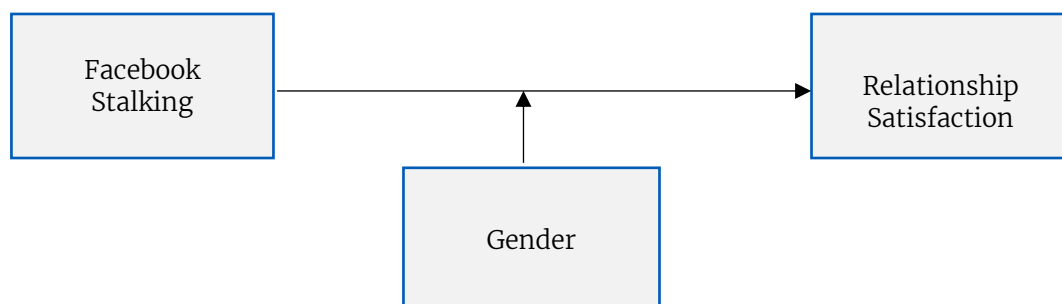 Facebook
Stalking
Relationship
Satisfaction
Gender